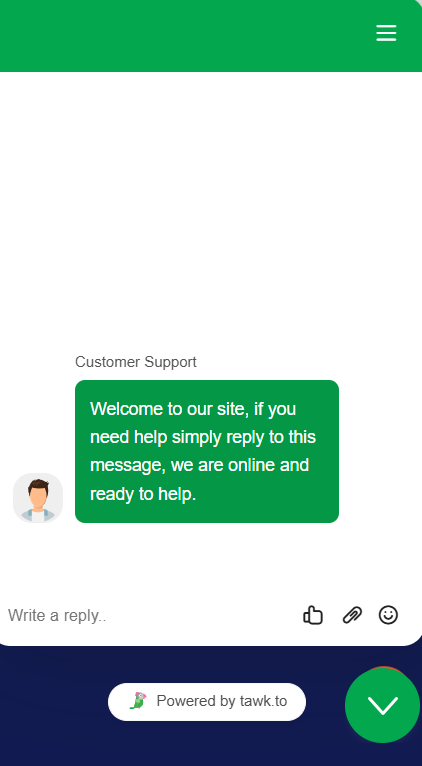 Customer Support
Welcome to our site, if you
need help simply reply to this
message, we are online and
ready to help.
Write a reply..
Powered by tawk.to